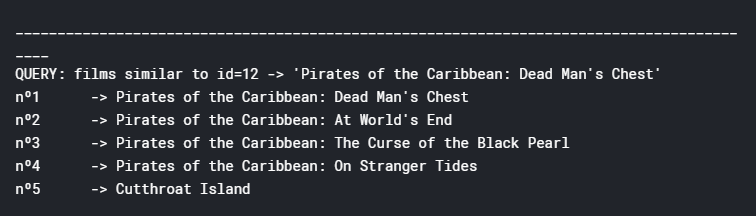 ______________________________________________________________________________________
____
QUERY: films similar to id=12 -> 'Pirates of the Caribbean: Dead Man's Chest'
nº1      -> Pirates of the Caribbean: Dead Man's Chest
nº2      -> Pirates of the Caribbean: At World's End
nº3      -> Pirates of the Caribbean: The Curse of the Black Pearl
nº4      -> Pirates of the Caribbean: On Stranger Tides
nº5      -> Cutthroat Island